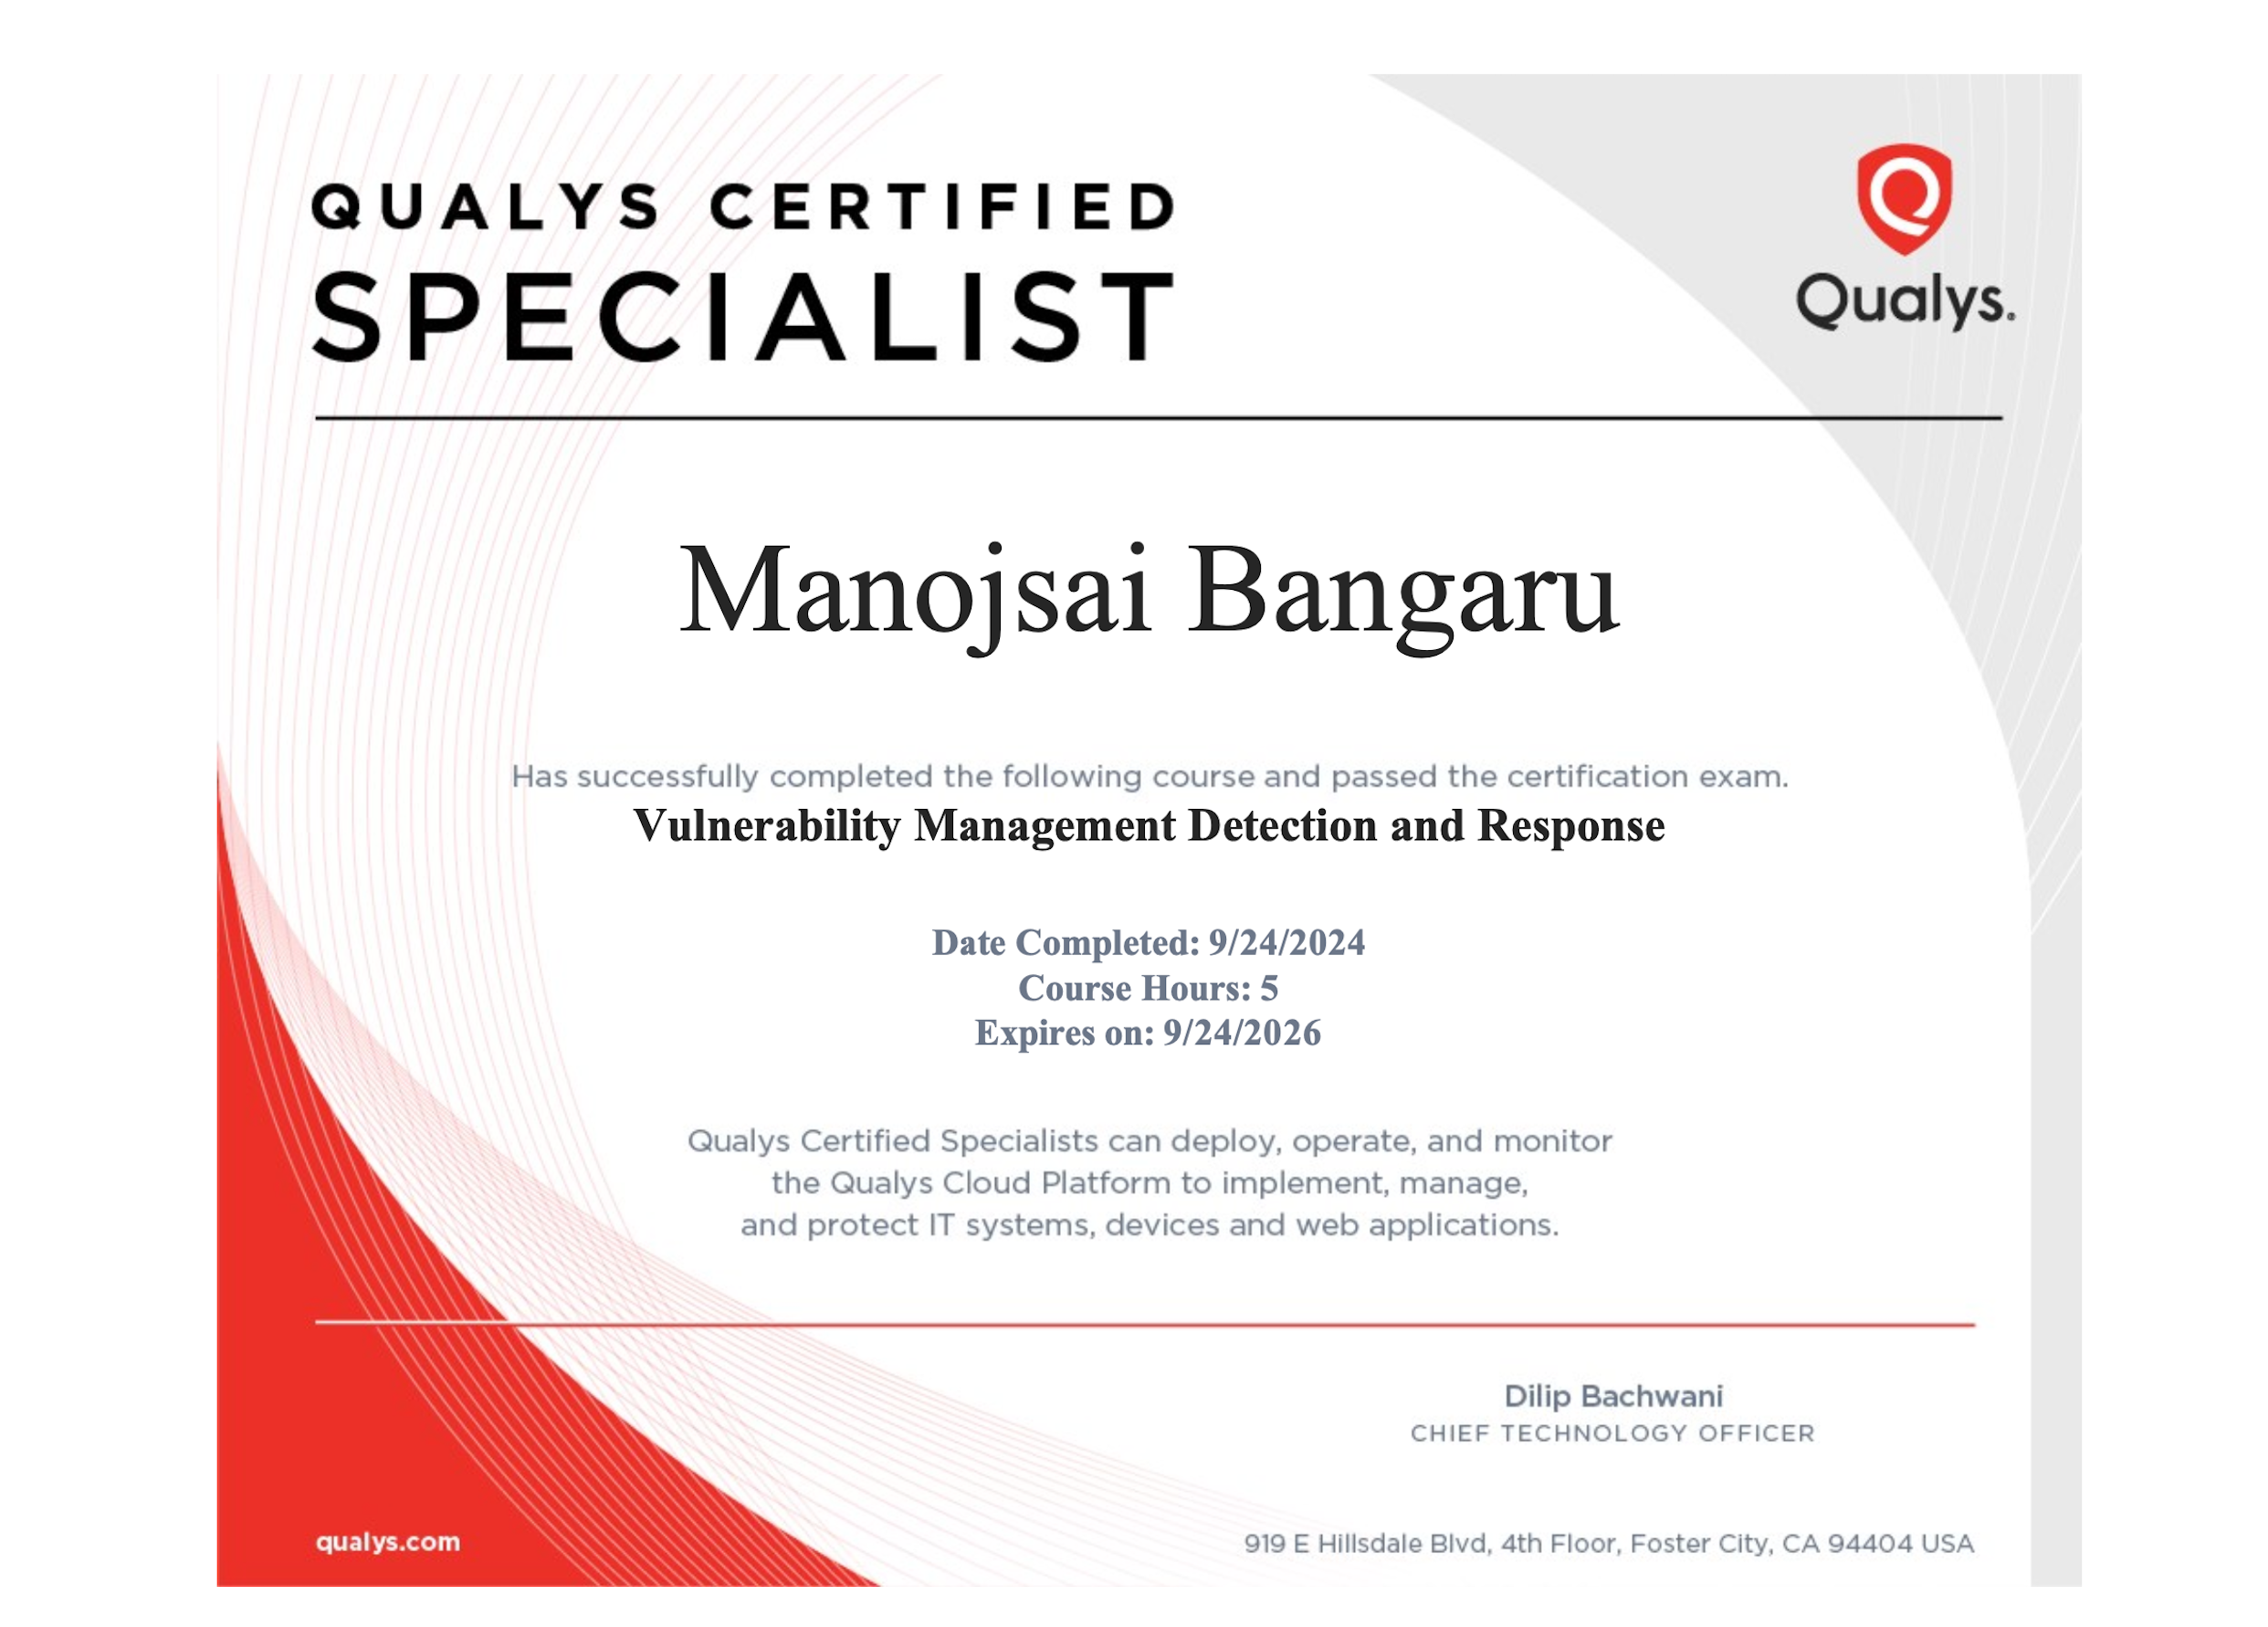 QUALYS CERTIFIED
SPECIALIST
Qualys.
Manojsai Bangaru
Has successfully completed the following course and passed the certification exam.
Vulnerability Management Detection and Response
Date Completed: 9/24/2024
Course Hours: 5
Expires on: 9/24/2026
Qualys Certified Specialists can deploy, operate, and monitor
the Qualys Cloud Platform to implement, manage,
and protect IT systems, devices and web applications.
Dilip Bachwani
CHIEF TECHNOLOGY OFFICER
qualys.com
919 E Hillsdale Blvd, 4th Floor, Foster City, CA 94404 USA